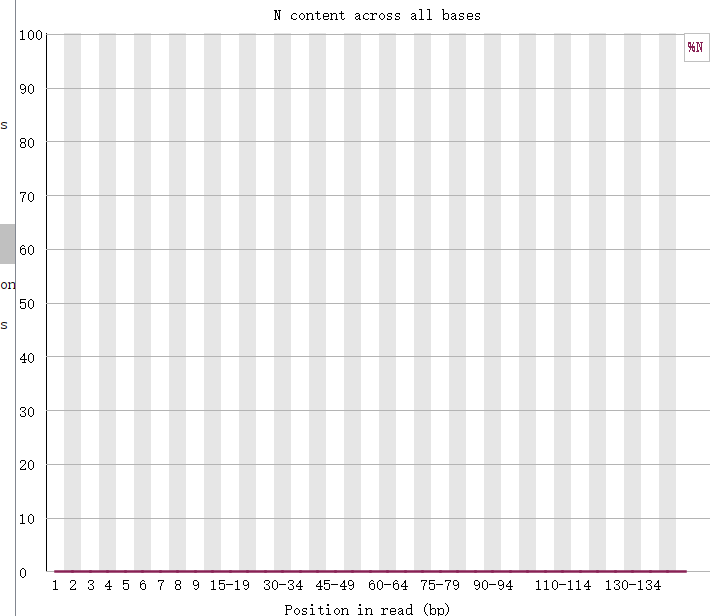 N content across all bases
%N
100
90
s
80
70
60
on
50
s
40
30
20
10
0
1 2 3 4 5 6 7 8 9 15-19 30-34 45-49 60-64 75-79 90-94 110-114 130-134
Position in read (bp)